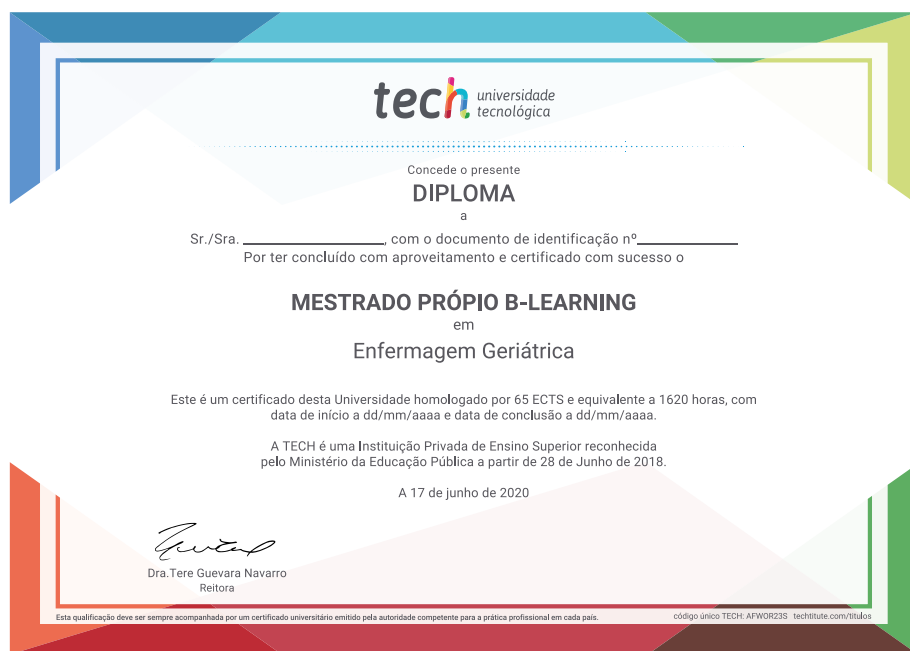 tech universidade
tecnológica
Concede o presente
DIPLOMA
a
Sr./Sra. ________________, com o documento de identificação nº____________
Por ter concluído com aproveitamento e certificado com sucesso o
MESTRADO PRÓPIO B-LEARNING
em
Enfermagem Geriátrica
Este é um certificado desta Universidade homologado por 65 ECTS e equivalente a 1620 horas, com
data de início a dd/mm/aaaa e data de conclusão a dd/mm/aaaa.
A TECH é uma Instituição Privada de Ensino Superior reconhecida
pelo Ministério da Educação Pública a partir de 28 de Junho de 2018.
A 17 de junho de 2020
Dra.Tere Guevara Navarro
Reitora
Esta qualificação deve ser sempre acompanhada por um certificado universitário emitido pela autoridade competente para a prática profissional em cada país.
código único TECH: AFWOR23S techtitute.com/titulos